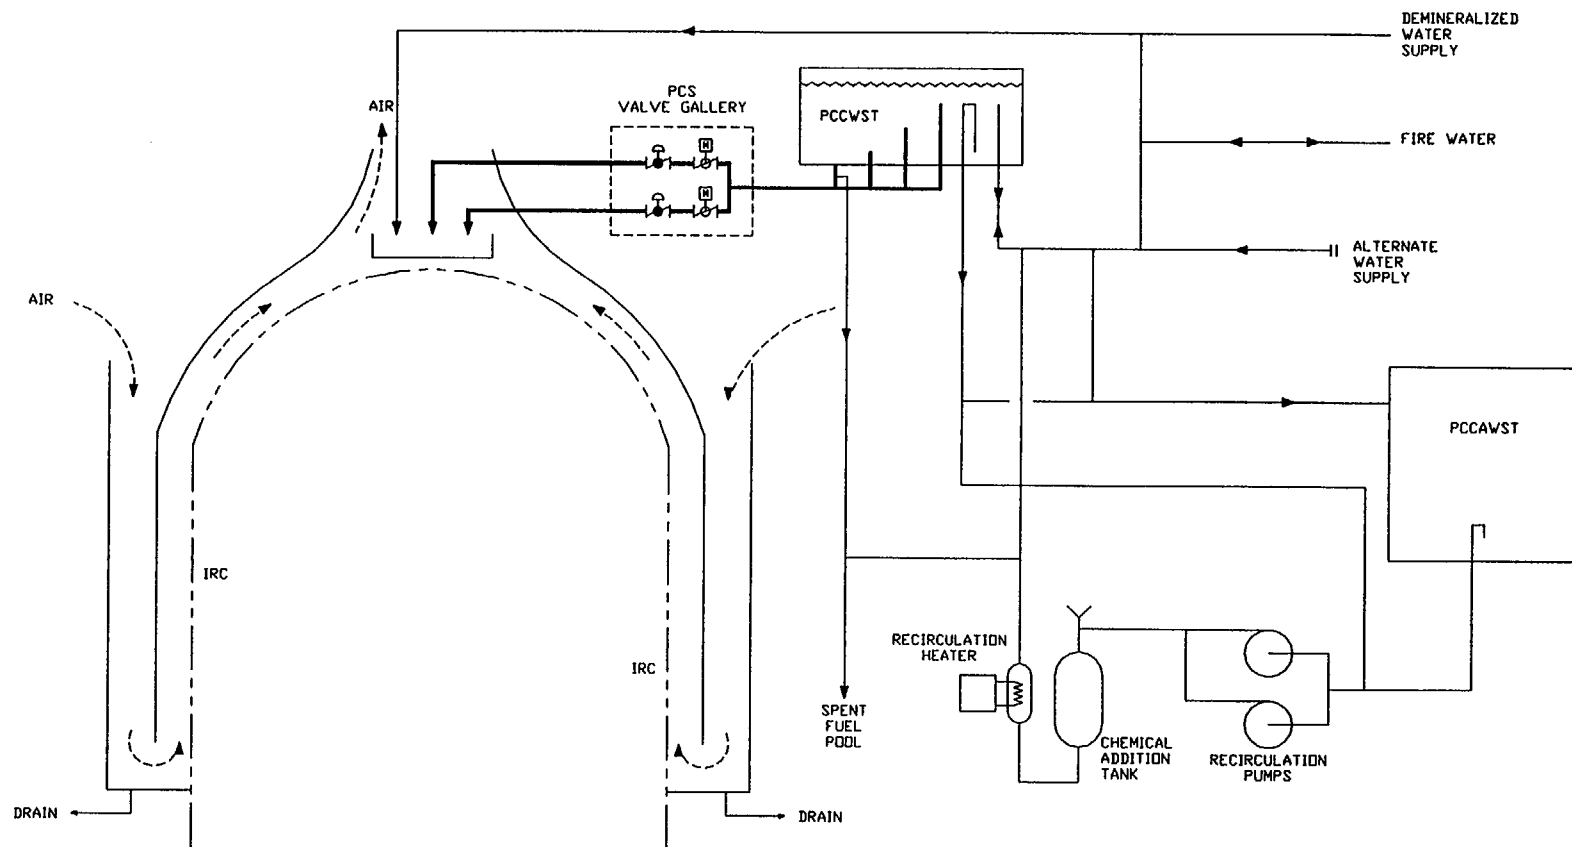 DEMINERALIZED
WATER
SUPPLY
PCS
VALVE GALLERY
AIR
PCCWST
M
FIRE WATER
M
ALTERNATE
WATER
SUPPLY
AIR
PCCAWST
IRC
RECIRCULATION
HEATER
IRC
SPENT
FUEL
POOL
CHEMICAL
ADDITION
TANK
RECIRCULATION
PUMPS
DRAIN
DRAIN